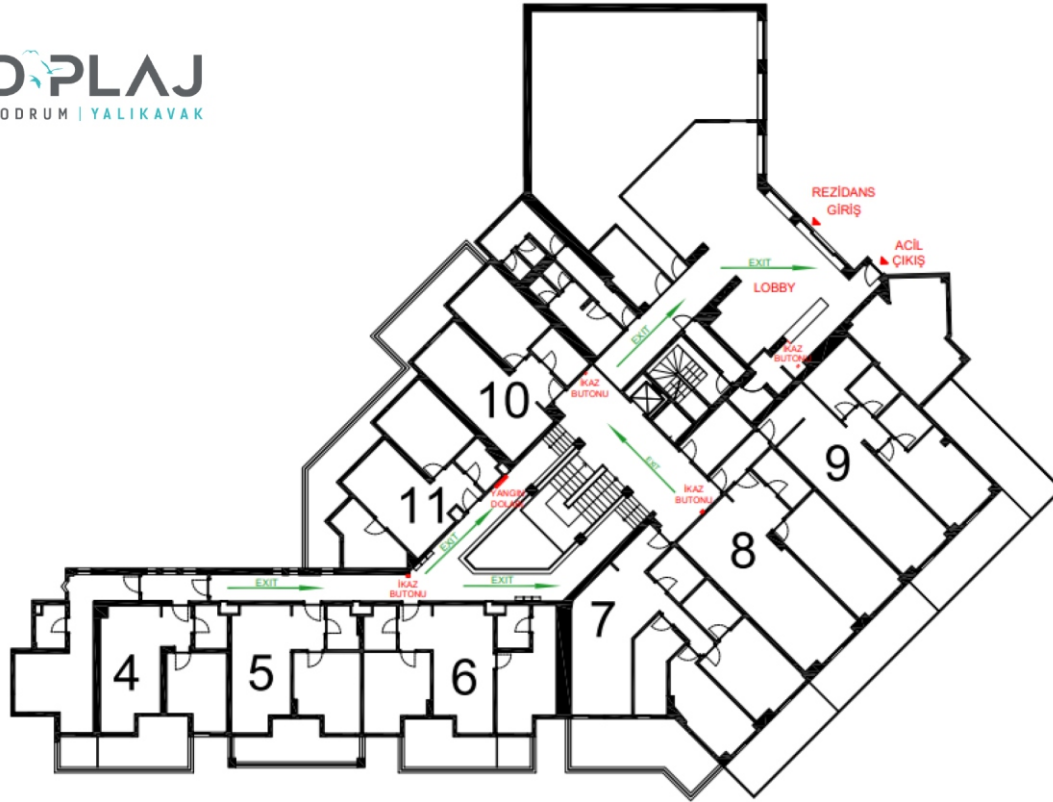 D PLAJ
ODRUM | YALIKAVAK
REZİDANS
GİRİŞ
ACİL
ÇIKIŞ
EXIT
LOBBY
EXIT
İKAZ
BUTONU
İKAZ
BUTONU
10
9
EXIT
İKAZ
BUTONU
YANGIN
DOLABI
11
8
EXIT
EXIT
İKAZ
BUTONU
EXIT
7
4
5
6